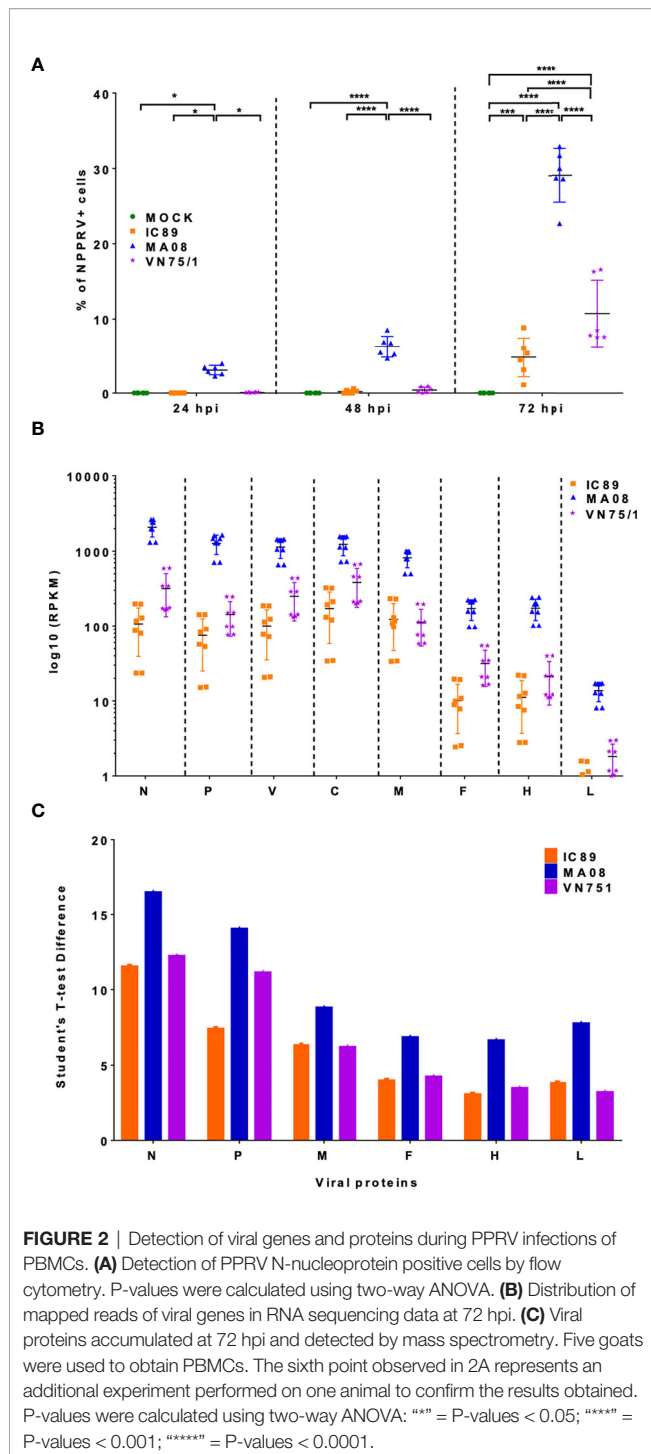 A
****
****
* **** ****
* * **** **** *** **** ****
40
30
20
10
0
% of NPPRV+ cells
MOCK
IC89
MA08
VN75/1
24 hpi 48 hpi 72 hpi
B
10000
1000
100
10
1
log10 (RPKM)
IC89
MA08
VN75/1
N P V C M F H L
C
20
15
10
5
0
Student's T-test Difference
IC89
MA08
VN751
N P M F H L
Viral proteins
FIGURE 2 | Detection of viral genes and proteins during PPRV infections of
PBMCs. (A) Detection of PPRV N-nucleoprotein positive cells by flow
cytometry. P-values were calculated using two-way ANOVA. (B) Distribution of
mapped reads of viral genes in RNA sequencing data at 72 hpi. (C) Viral
proteins accumulated at 72 hpi and detected by mass spectrometry. Five goats
were used to obtain PBMCs. The sixth point observed in 2A represents an
additional experiment performed on one animal to confirm the results obtained.
P-values were calculated using two-way ANOVA: “*” = P-values < 0.05; “***” =
P-values < 0.001; “****” = P-values < 0.0001.